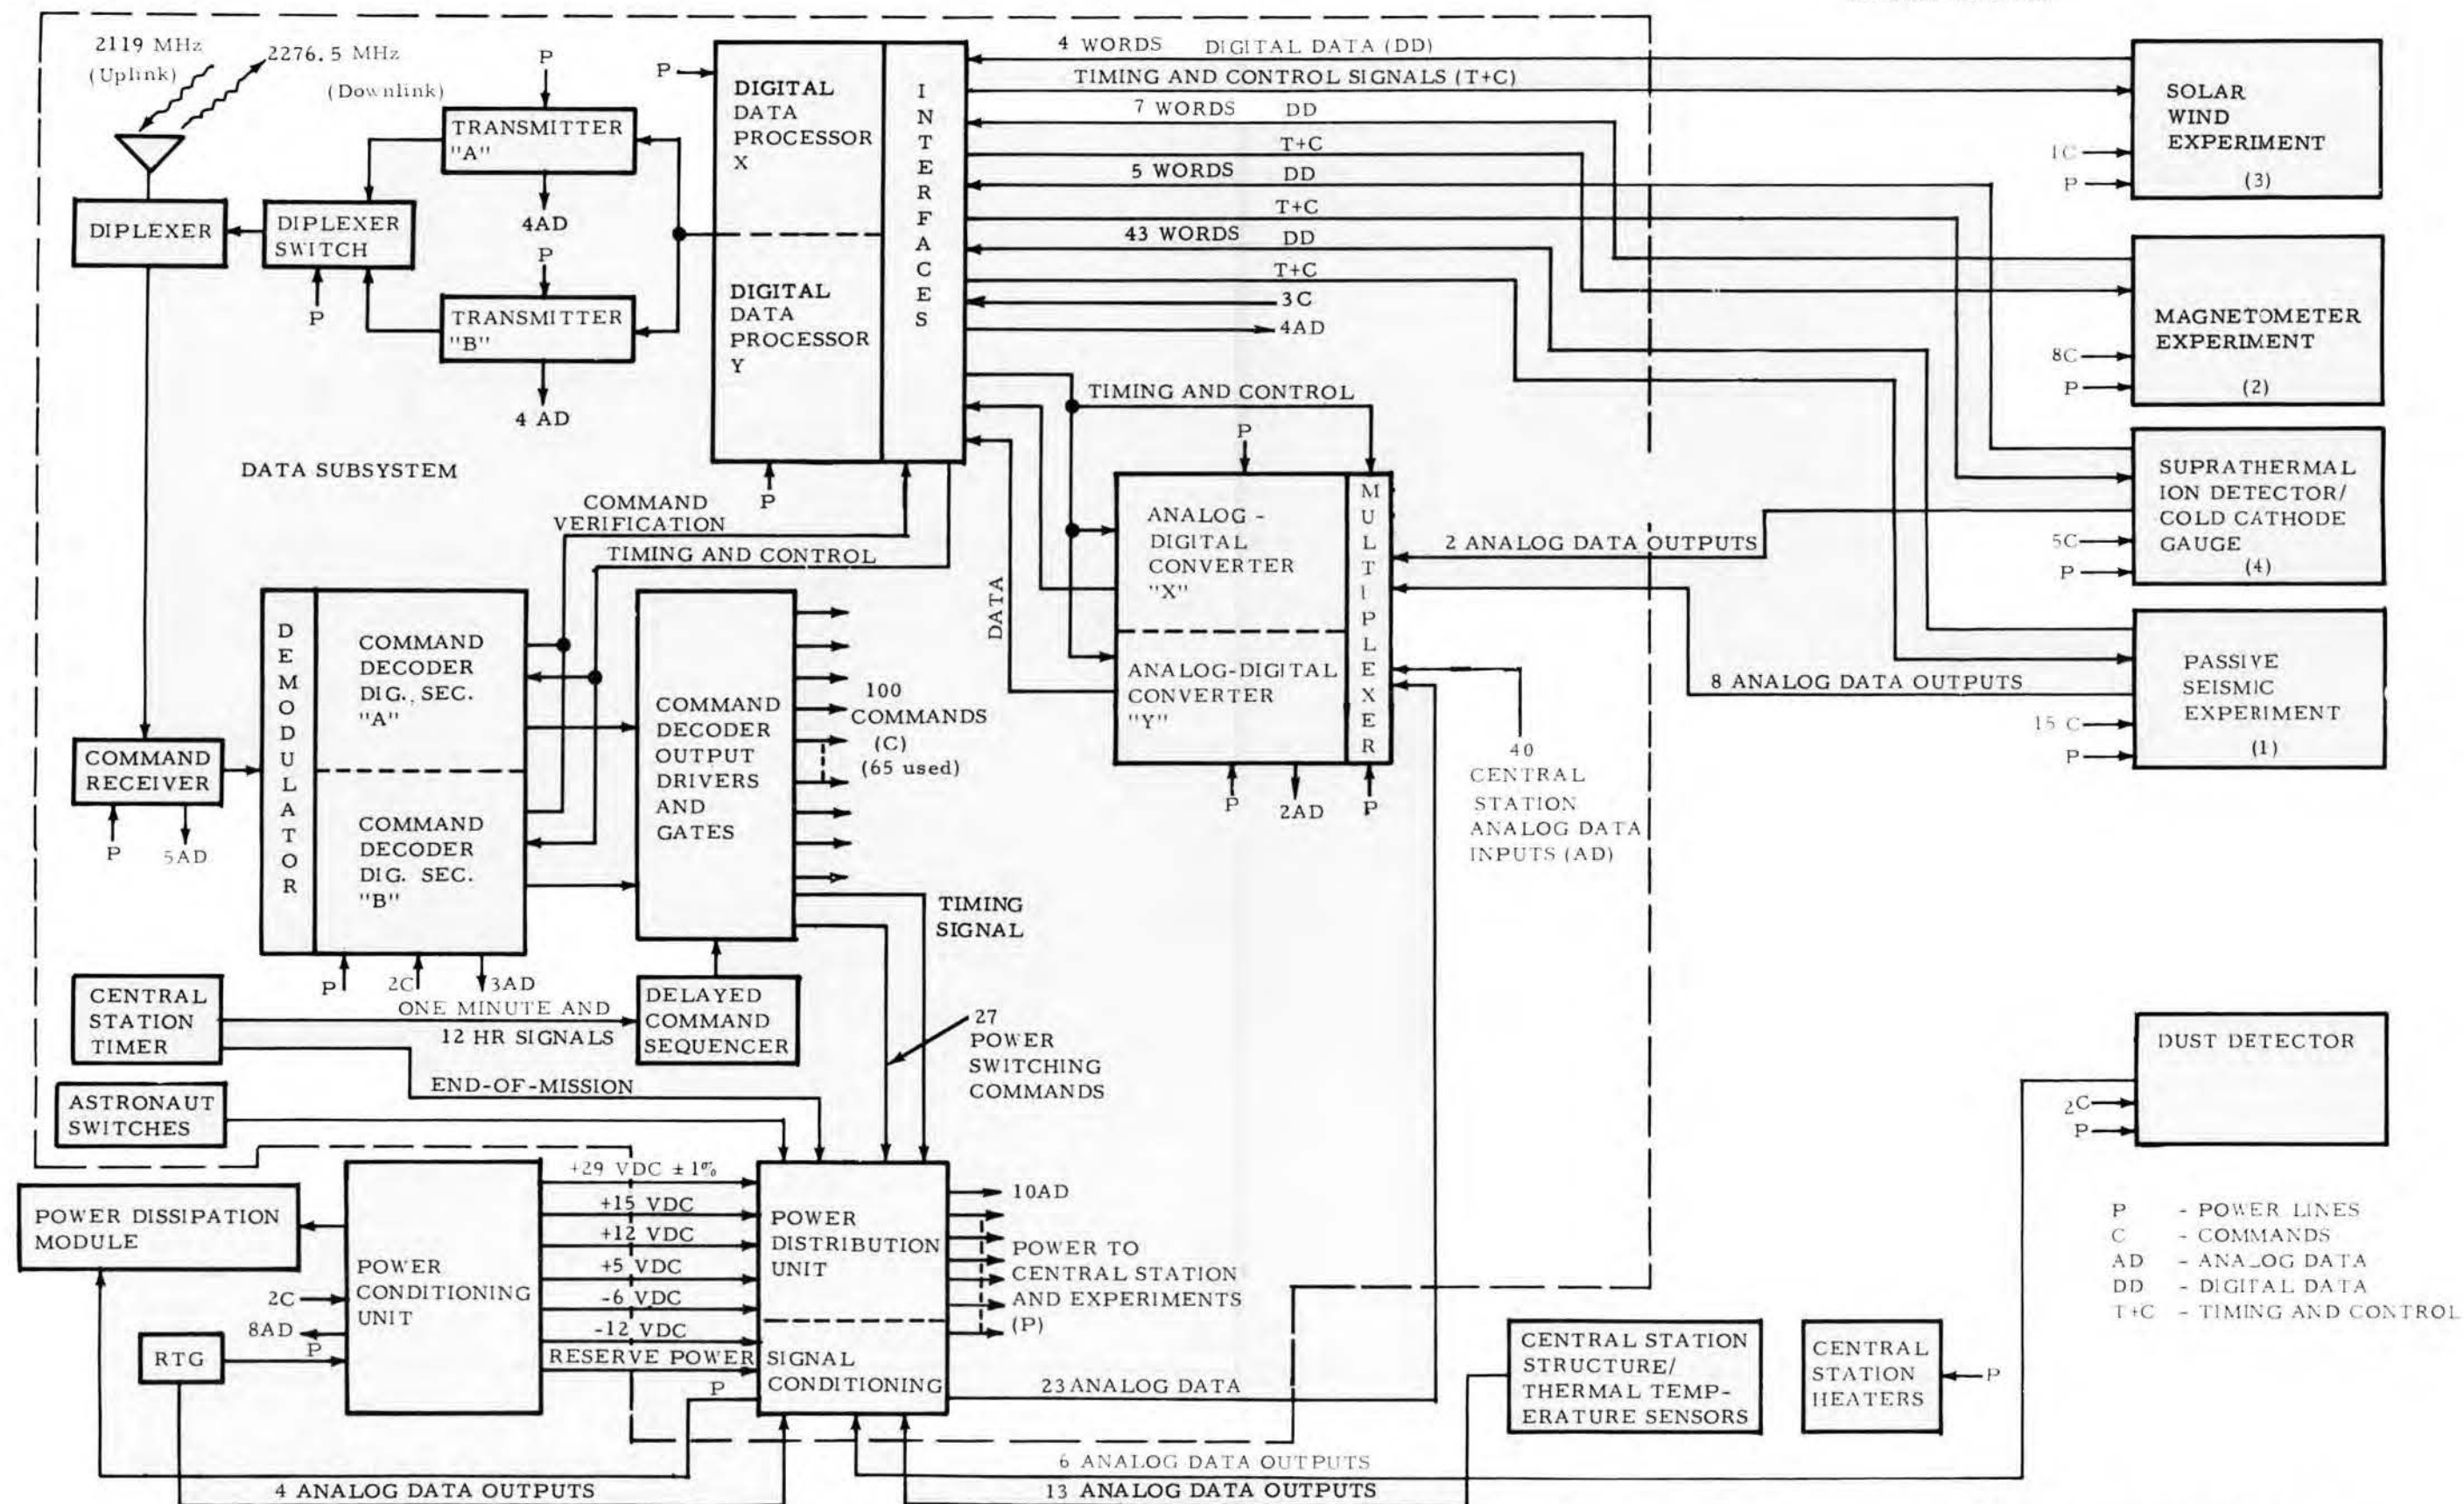 2119 MHz
(Uplink)
2276.5 MHz
(Downlink)
P
TRANSMITTER
"A"
4AD
P
TRANSMITTER
"B"
4 AD
DIPLEXER
DIPLEXER
SWITCH
P
P
DIGITAL
DATA
PROCESSOR
X
DIGITAL
DATA
PROCESSOR
Y
INTERFACES
P
4 WORDS DIGITAL DATA (DD)
TIMING AND CONTROL SIGNALS (T+C)
7 WORDS DD
T+C
5 WORDS DD
T+C
43 WORDS DD
T+C
3C
4AD
SOLAR
WIND
EXPERIMENT
(3)
1C
P
MAGNETOMETER
EXPERIMENT
(2)
8C
P
SUPRATHERMAL
ION DETECTOR/
COLD CATHODE
GAUGE
(4)
5C
P
PASSIVE
SEISMIC
EXPERIMENT
(1)
15 C
P
DATA SUBSYSTEM
COMMAND
VERIFICATION
TIMING AND CONTROL
TIMING AND CONTROL
P
ANALOG -
DIGITAL
CONVERTER
"X"
ANALOG-DIGITAL
CONVERTER
"Y"
MULTIPLEXER
DATA
P
2AD
P
2 ANALOG DATA OUTPUTS
8 ANALOG DATA OUTPUTS
40
CENTRAL
STATION
ANALOG DATA
INPUTS (AD)
COMMAND
RECEIVER
P
5AD
DEMODULATOR
COMMAND
DECODER
DIG. SEC.
"A"
COMMAND
DECODER
DIG. SEC.
"B"
P
2C
3AD
COMMAND
DECODER
OUTPUT
DRIVERS
AND
GATES
100
COMMANDS
(C)
(65 used)
TIMING
SIGNAL
CENTRAL
STATION
TIMER
ONE MINUTE AND
12 HR SIGNALS
DELAYED
COMMAND
SEQUENCER
27
POWER
SWITCHING
COMMANDS
END-OF-MISSION
ASTRONAUT
SWITCHES
DUST DETECTOR
2C
P
POWER DISSIPATION
MODULE
POWER
CONDITIONING
UNIT
2C
8AD
P
RTG
+29 VDC ± 1%
+15 VDC
+12 VDC
+5 VDC
-6 VDC
-12 VDC
RESERVE POWER
P
POWER
DISTRIBUTION
UNIT
SIGNAL
CONDITIONING
10AD
POWER TO
CENTRAL STATION
AND EXPERIMENTS
(P)
23 ANALOG DATA
CENTRAL STATION
STRUCTURE/
THERMAL TEMP-
ERATURE SENSORS
CENTRAL
STATION
HEATERS
P
P - POWER LINES
C - COMMANDS
AD - ANALOG DATA
DD - DIGITAL DATA
T+C - TIMING AND CONTROL
6 ANALOG DATA OUTPUTS
4 ANALOG DATA OUTPUTS
13 ANALOG DATA OUTPUTS